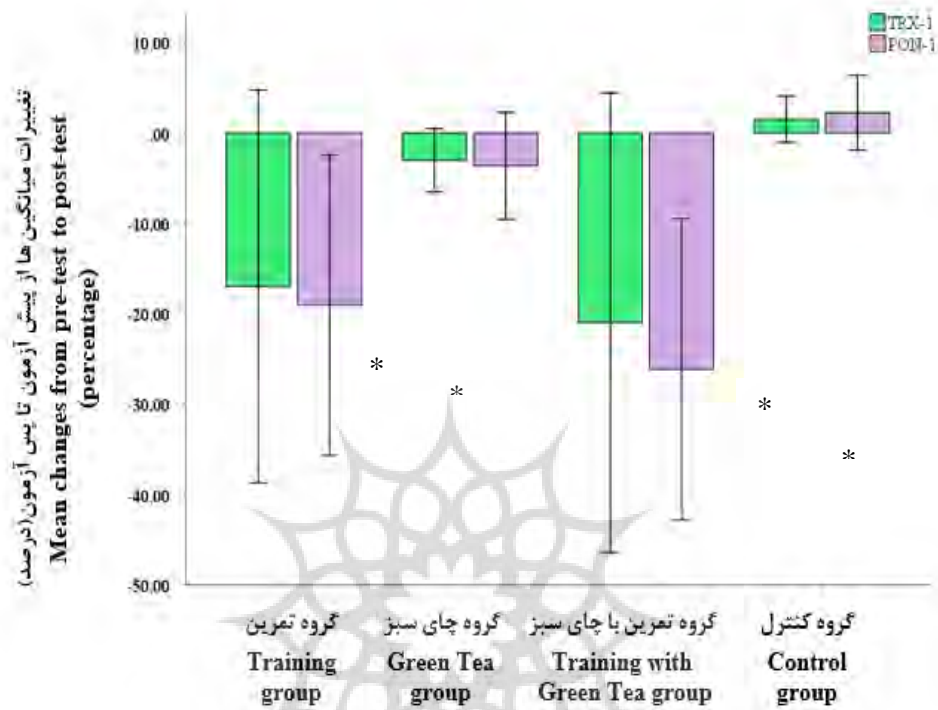 TRX-1
PON-1
10.00
.00
-10.00
-20.00
-30.00
-40.00
-50.00
تغییرات میانگین ها از پیش آزمون تا پس آزمون(درصد)
Mean changes from pre-test to post-test
(percentage)
*
*
*
*
گروه تمرین
Training
group
گروه چای سبز
Green Tea
group
گروه تمرین با چای سبز
Training with
Green Tea group
گروه کنترل
Control
group